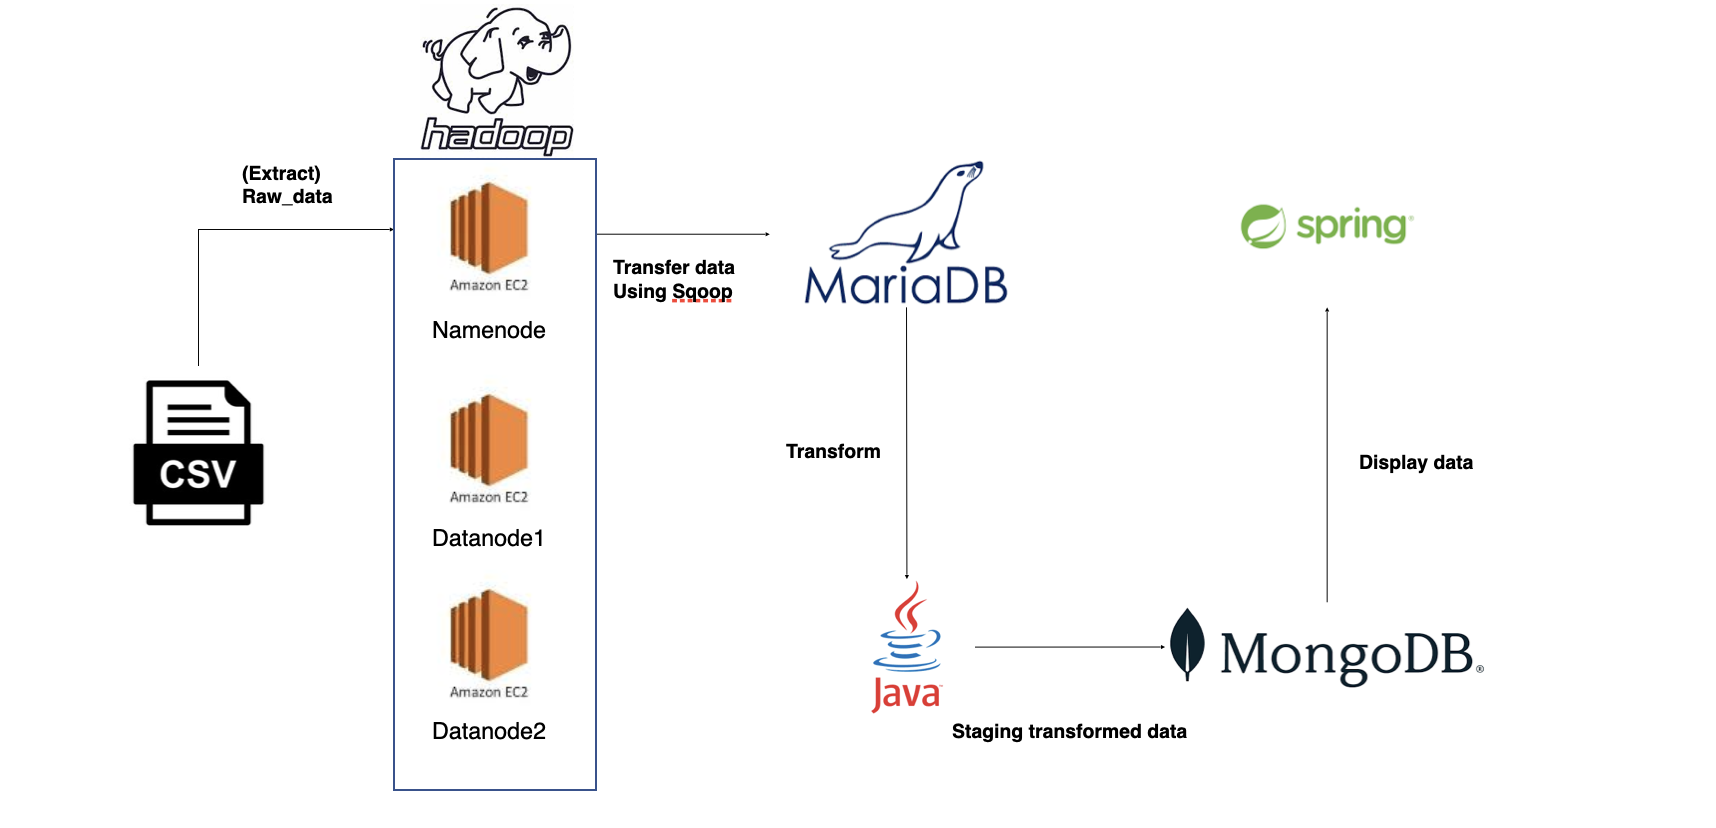 hadoop
(Extract)
Raw_data
Amazon EC2
Namenode
Transfer data
Using Sqoop
MariaDB
spring®
CSV
Amazon EC2
Datanode1
Transform
Display data
Amazon EC2
Datanode2
Java™
MongoDB®
Staging transformed data